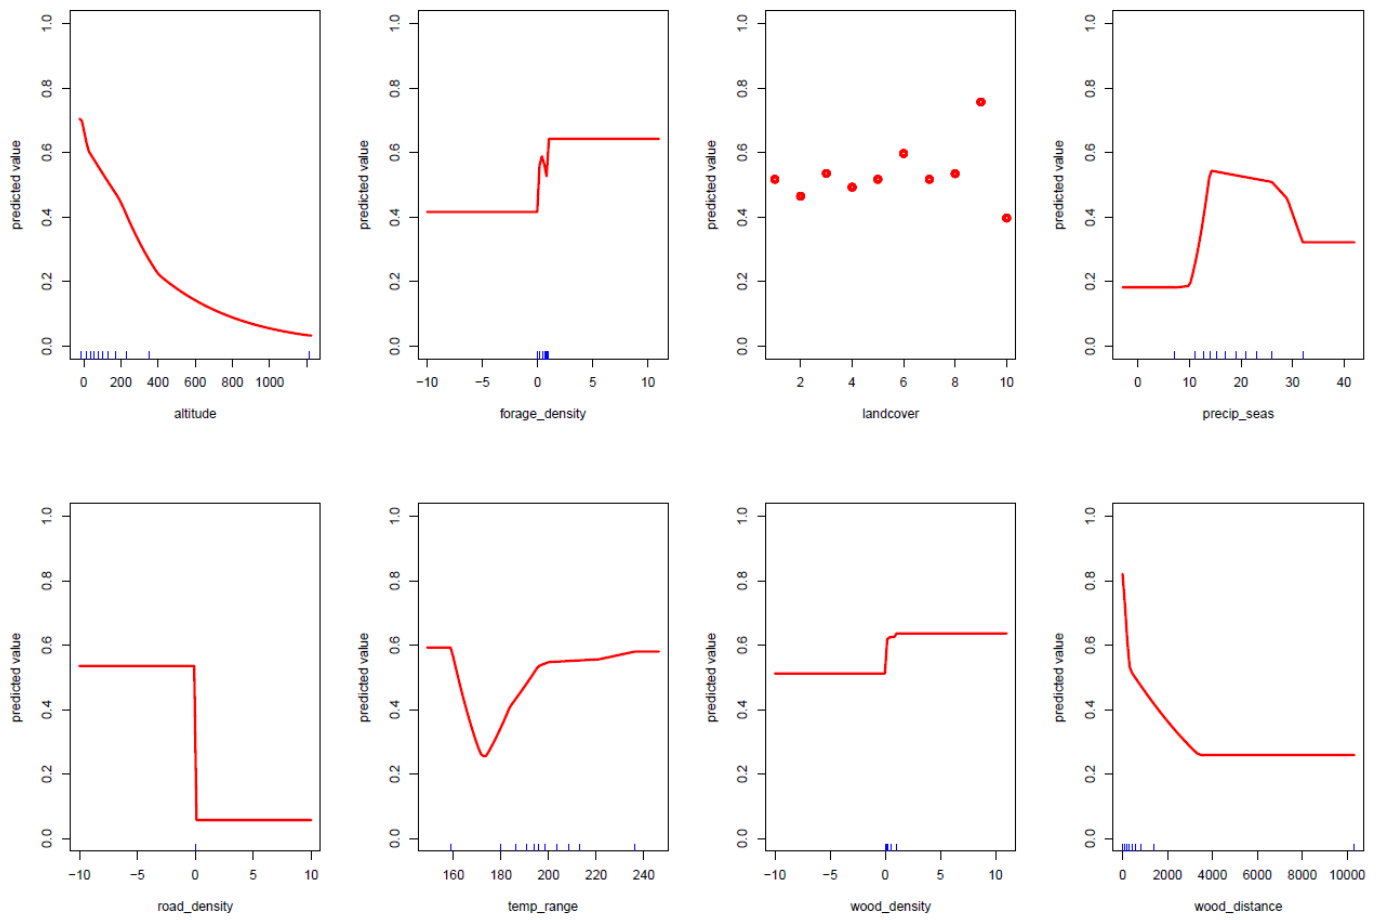 predicted value
0.0 0.2 0.4 0.6 0.8 1.0
0 200 400 600 800 1000
altitude
predicted value
0.0 0.2 0.4 0.6 0.8 1.0
−10 −5 0 5 10
forage_density
predicted value
0.0 0.2 0.4 0.6 0.8 1.0
2 4 6 8 10
landcover
predicted value
0.0 0.2 0.4 0.6 0.8 1.0
0 10 20 30 40
precip_seas
predicted value
0.0 0.2 0.4 0.6 0.8 1.0
−10 −5 0 5 10
road_density
predicted value
0.0 0.2 0.4 0.6 0.8 1.0
160 180 200 220 240
temp_range
predicted value
0.0 0.2 0.4 0.6 0.8 1.0
−10 −5 0 5 10
wood_density
predicted value
0.0 0.2 0.4 0.6 0.8 1.0
0 2000 4000 6000 8000 10000
wood_distance